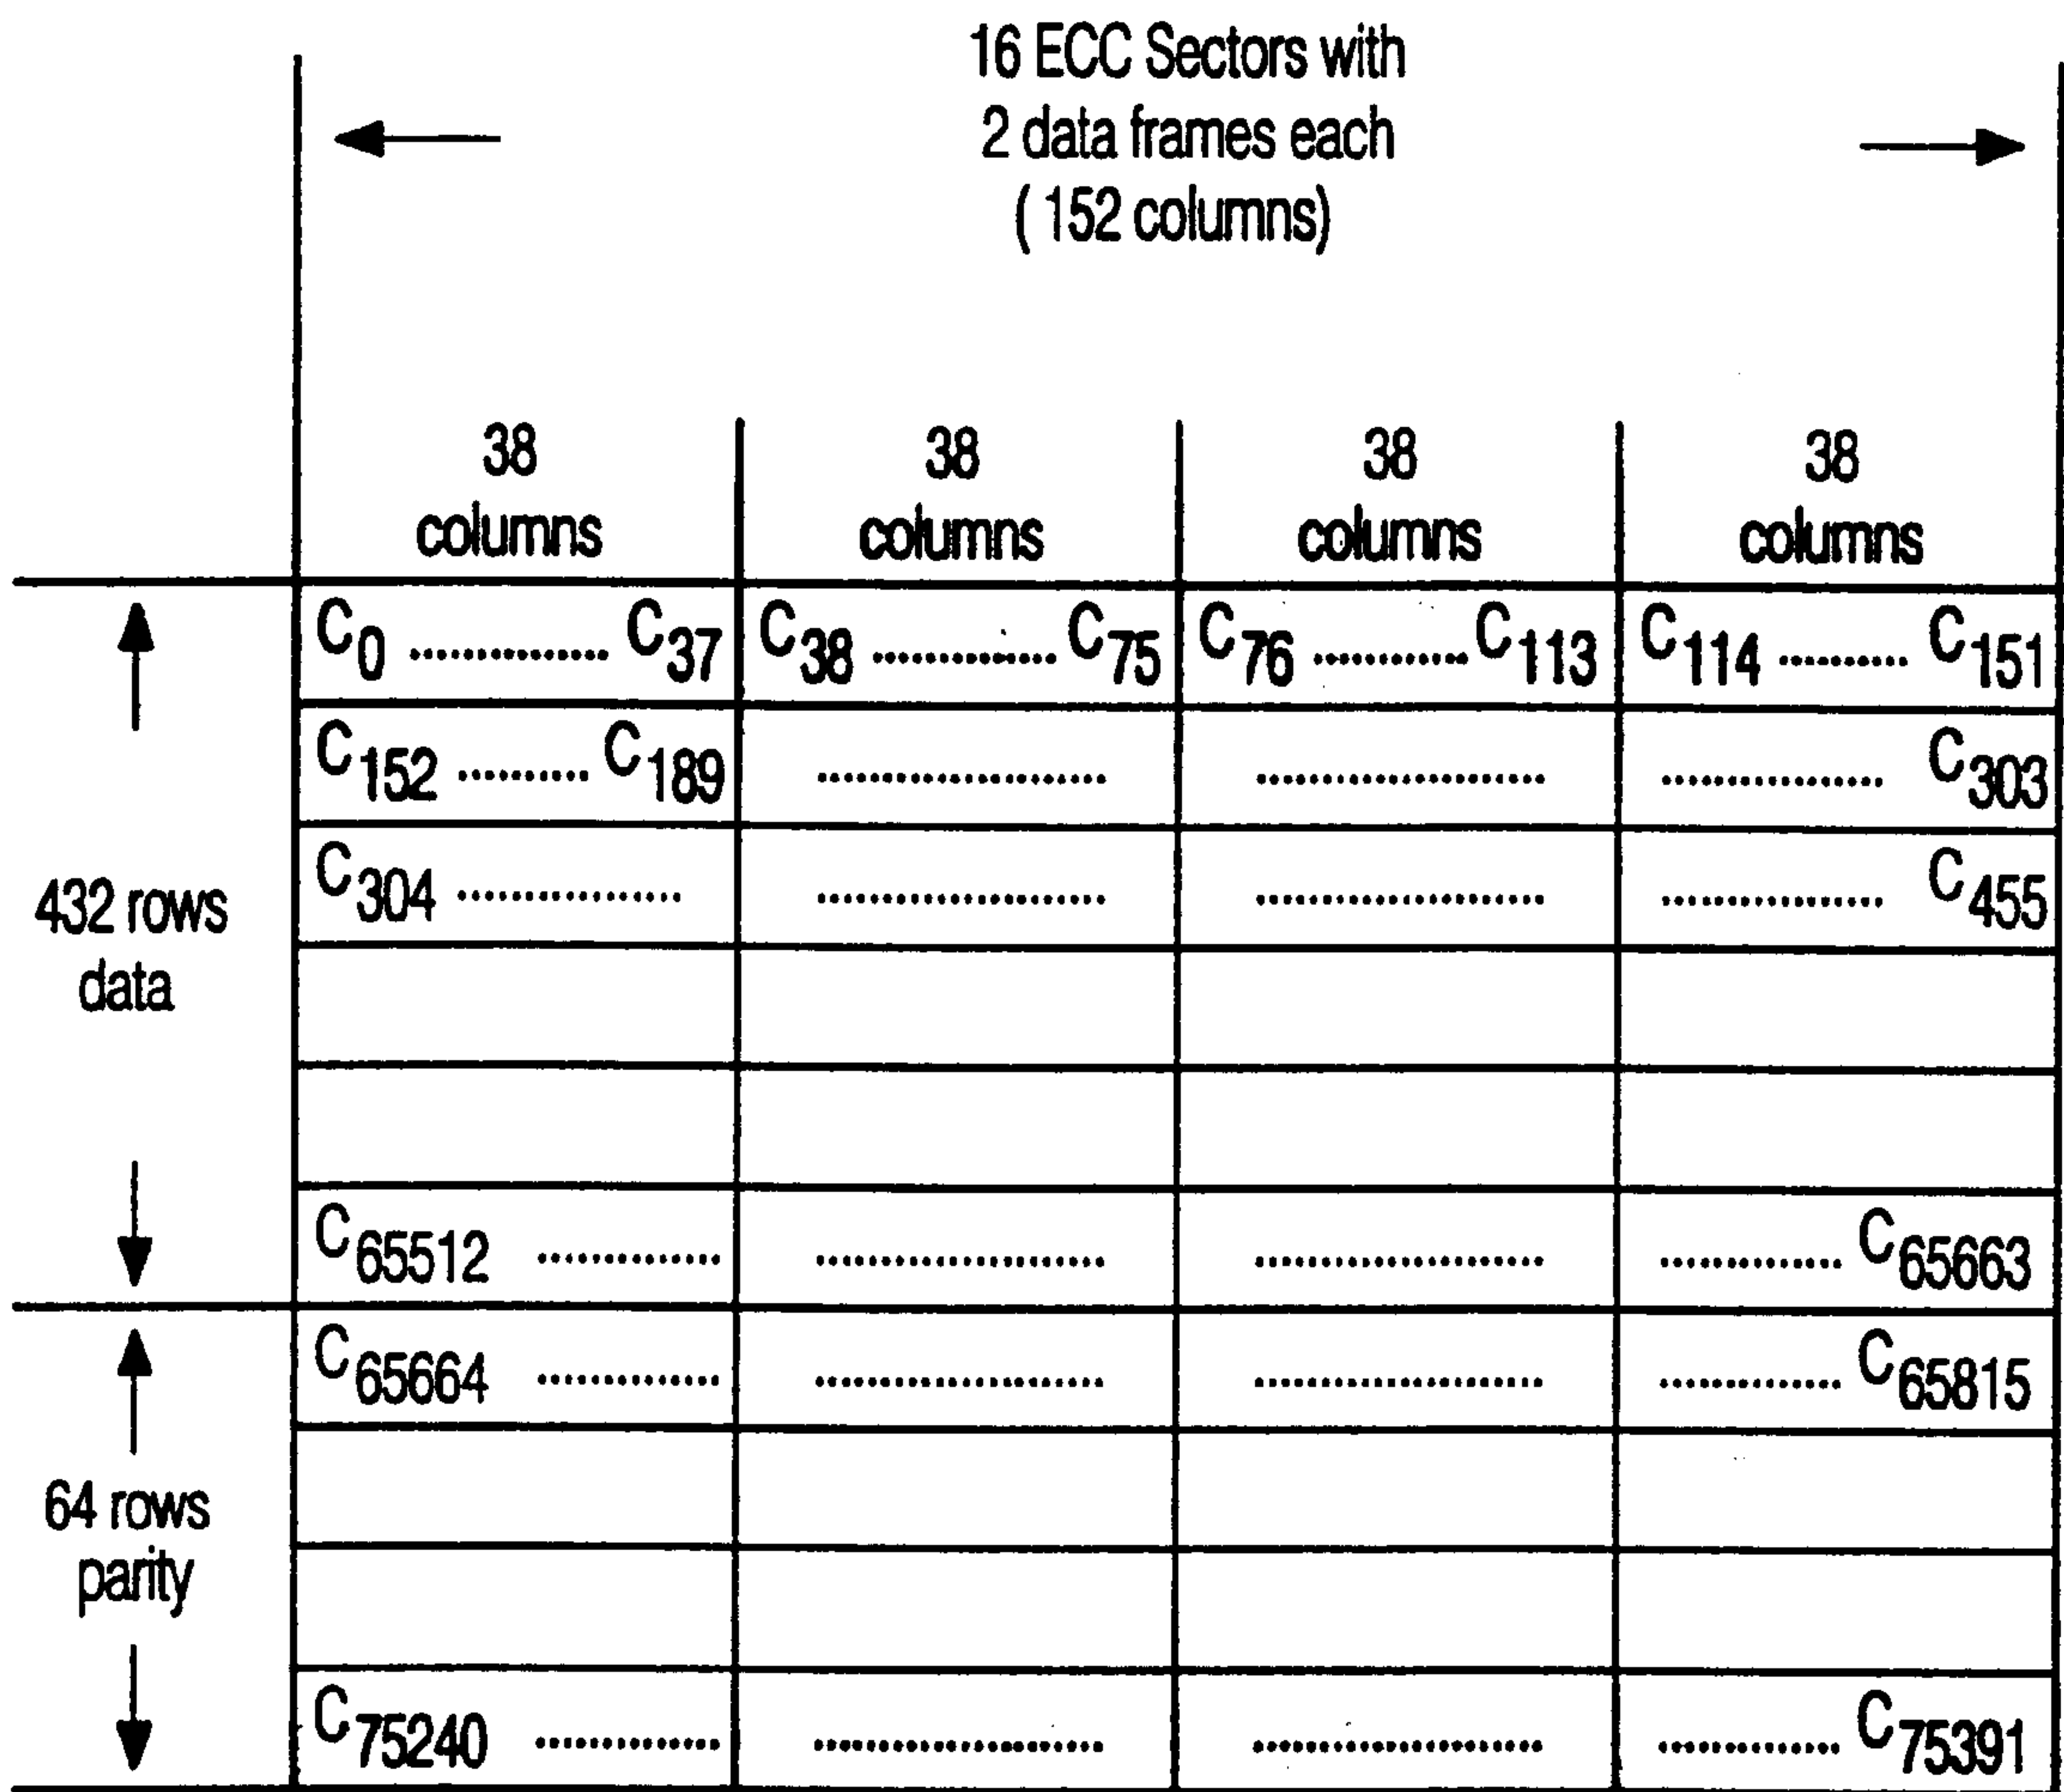 16 ECC Sectors with
2 data frames each
( 152 columns)
38 columns
38 columns
38 columns
38 columns
C0 ............... C37 C38 .............. C75 C76 ............ C113 C114 .......... C151
C152 .......... C189 ...................... ...................... ................. C303
C304 ................. ...................... ...................... ................. C455
432 rows
data
C65512 .............. ...................... ...................... .............. C65663
C65664 .............. ...................... ...................... .............. C65815
64 rows
parity
C75240 .............. ...................... ...................... .............. C75391